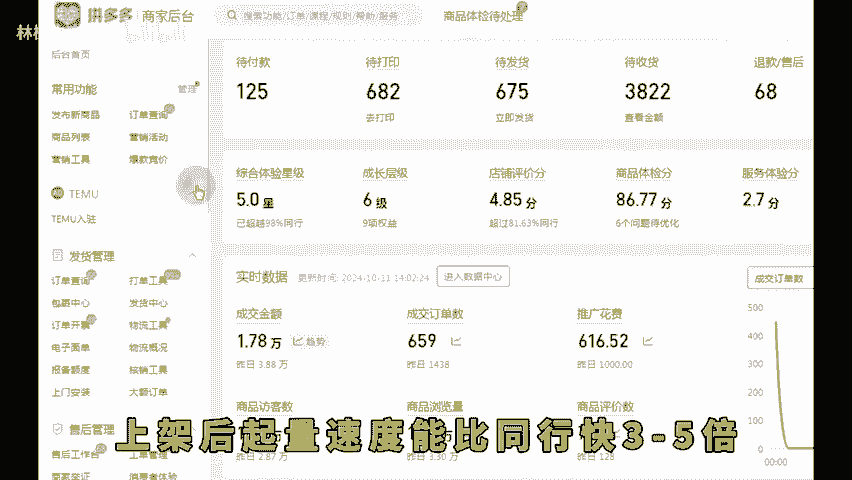 拼多多 商家后台 搜索功能/订单/课程/规则/帮助/服务 商品体检待处理
林
bilibili
后台首页
常用功能 管理
发布新商品 订单查询
商品列表 营销活动
营销工具 爆款竞价
TEMU
TEMU入驻
发货管理
订单查询 打单工具
包裹中心 发货中心
订单开票 物流工具
电子面单 物流概况
报备额度 核销工具
上门安装 大额订单
售后管理
售后工作台 工单管理
商家举证 消费者体验
待付款 待打印 待发货 待收货 退款/售后
125 682 675 3822 68
去打印 立即发货 查看金额
综合体验星级 成长层级 店铺评价分 商品体检分 服务体验分
5.0 星 6 级 4.85 分 86.77 分 2.7 分
已超越98%同行 9项权益 超过81.63%同行 6个问题待优化
实时数据 更新时间: 2024-10-11 14:02:24 进入数据中心 成交订单数
成交金额 成交订单数 推广花费
1.78 万 趋势 659 616.52
昨日 3.88 万 昨日 1438 昨日 1000.00
商品访客数 商品浏览量 商品评价数
昨日 2.87 万 昨日 3.30 万 昨日 128
500
400
300
200
100
0
00:00
上架后起量速度能比同行快3-5倍